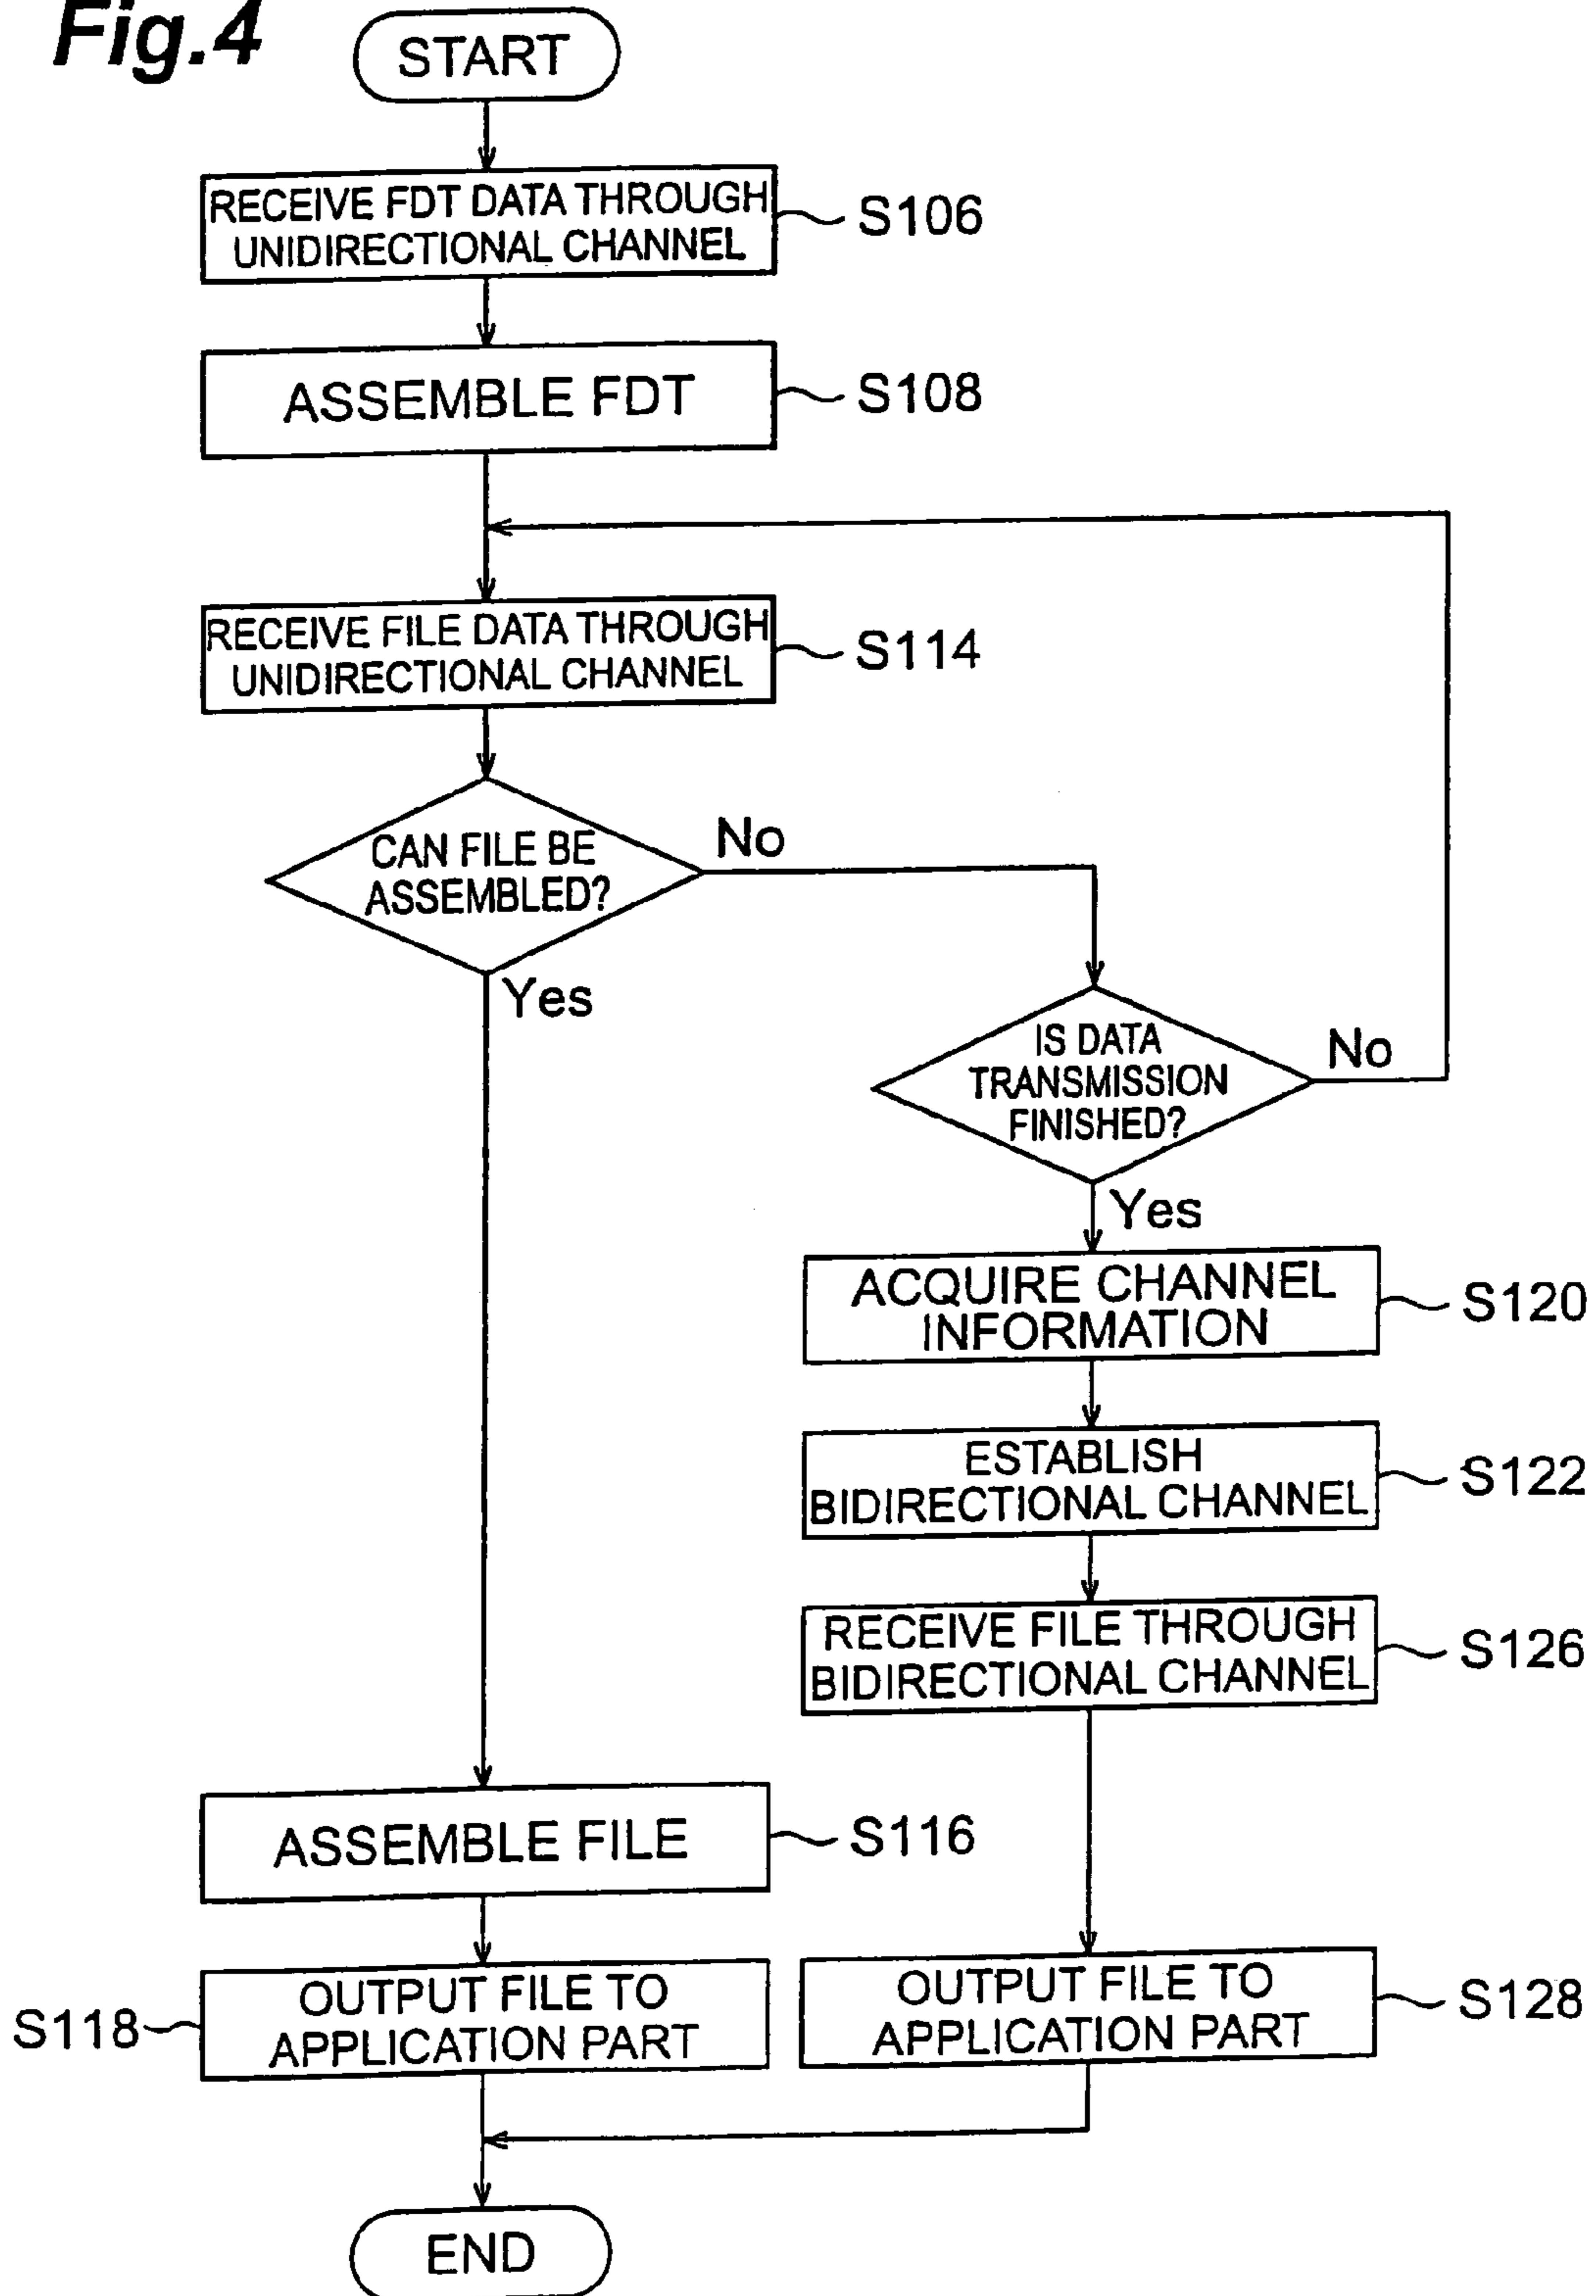 Fig.4
START
RECEIVE FDT DATA THROUGH
UNIDIRECTIONAL CHANNEL
S106
ASSEMBLE FDT
S108
RECEIVE FILE DATA THROUGH
UNIDIRECTIONAL CHANNEL
S114
CAN FILE BE
ASSEMBLED?
No
Yes
IS DATA
TRANSMISSION
FINISHED?
No
Yes
ACQUIRE CHANNEL
INFORMATION
S120
ESTABLISH
BIDIRECTIONAL CHANNEL
S122
RECEIVE FILE THROUGH
BIDIRECTIONAL CHANNEL
S126
ASSEMBLE FILE
S116
OUTPUT FILE TO
APPLICATION PART
S118
OUTPUT FILE TO
APPLICATION PART
S128
END